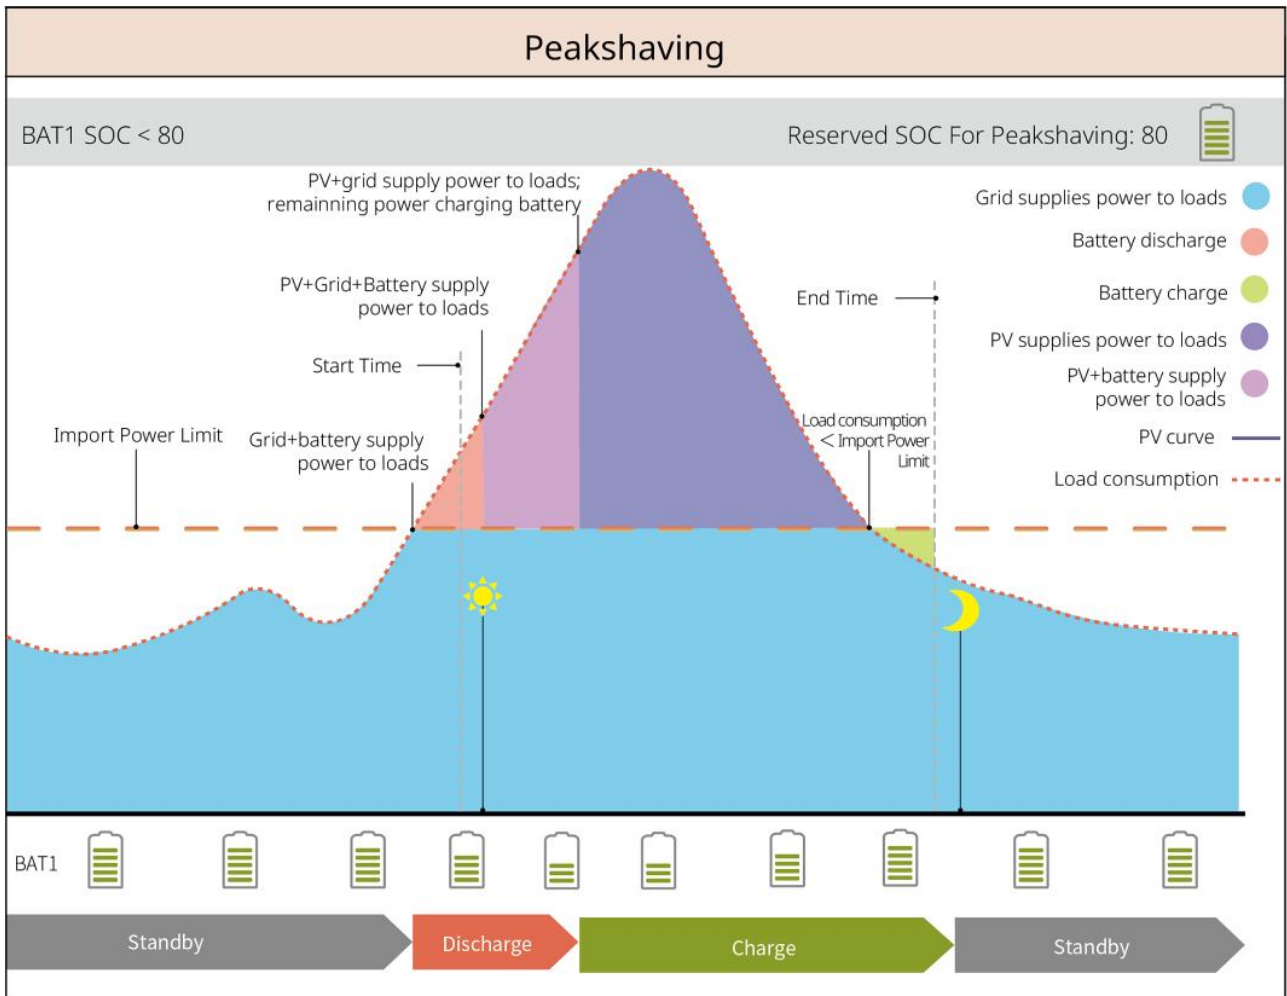 Peakshaving
BAT1 SOC < 80
Reserved SOC For Peakshaving: 80
PV+grid supply power to loads;
remainning power charging battery
PV+Grid+Battery supply
power to loads
Start Time
Import Power Limit
Grid+battery supply
power to loads
End Time
Load consumption
< Import Power
Limit
Grid supplies power to loads
Battery discharge
Battery charge
PV supplies power to loads
PV+battery supply
power to loads
PV curve
Load consumption
BAT1
Standby
Discharge
Charge
Standby